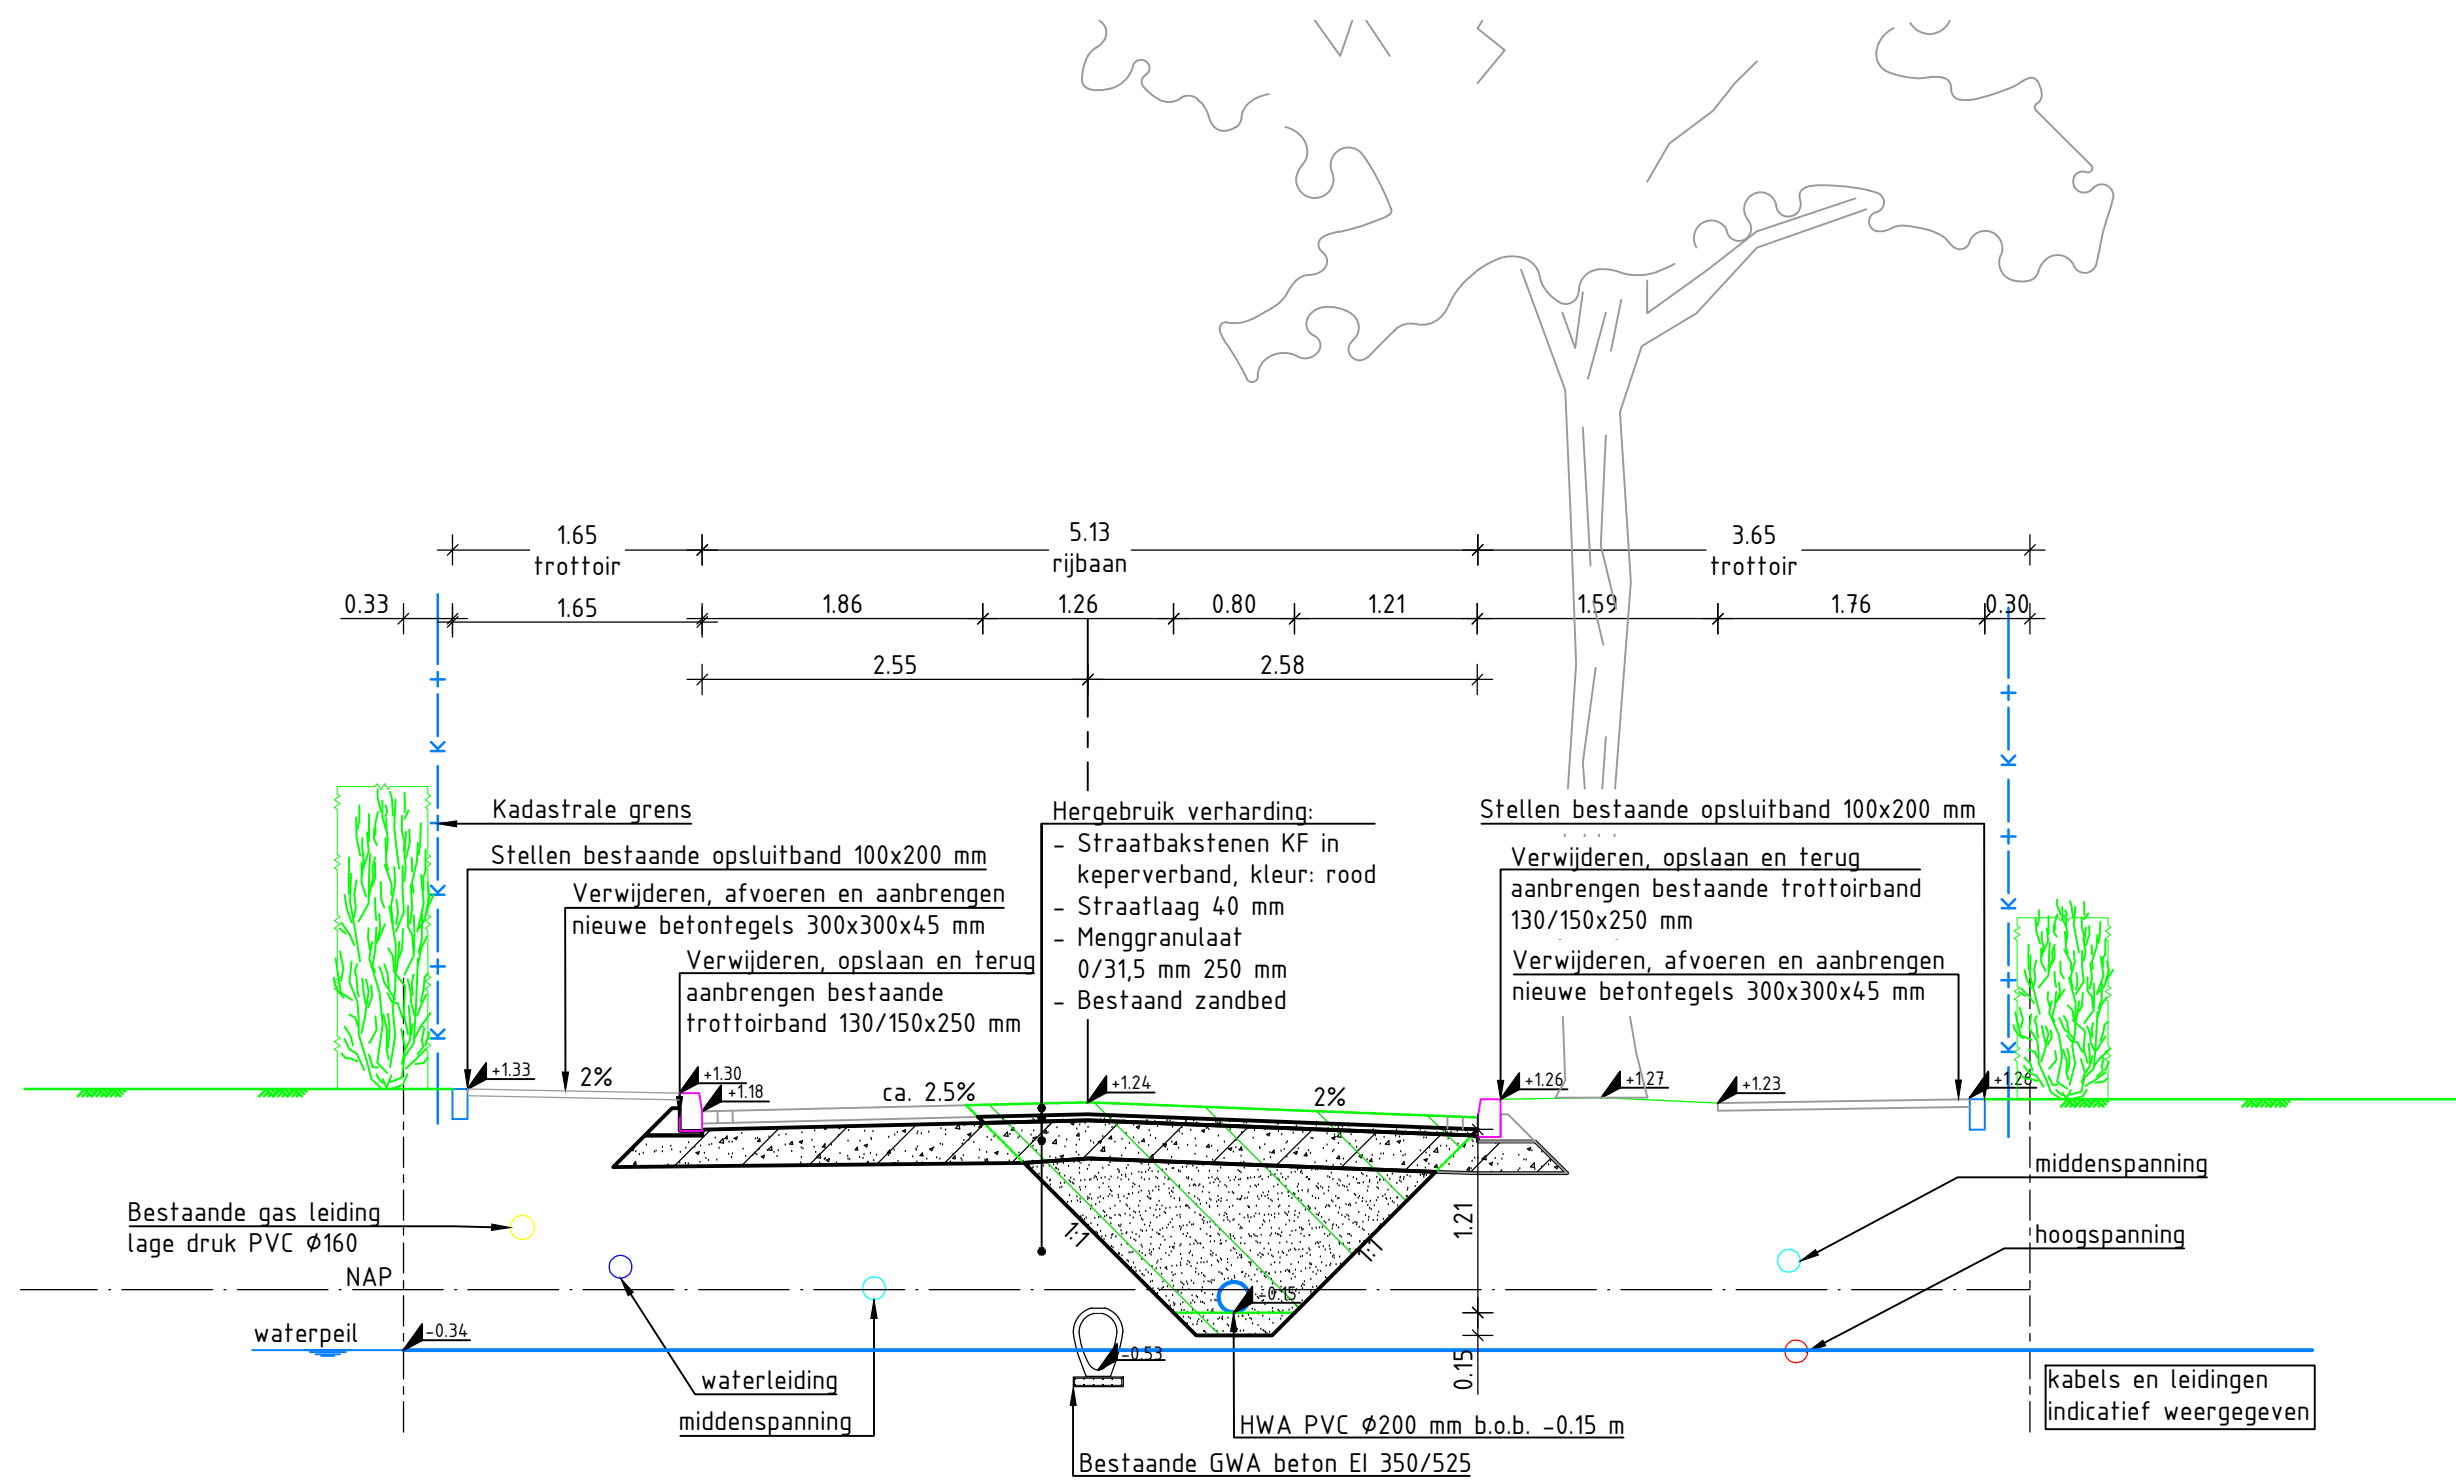 1.65
trottoir
5.13
rijbaan
3.65
trottoir
0.33
1.65
1.86
1.26
0.80
1.21
1.59
1.76
0.30
2.55
2.58
K
K
K
K
K
K
K
Kadastrale grens
Stellen bestaande opsluitband 100x200 mm
Verwijderen, afvoeren en aanbrengen
nieuwe betontegels 300x300x45 mm
Verwijderen, opslaan en terug
aanbrengen bestaande
trottoirband 130/150x250 mm
Hergebruik verharding:
- Straatbakstenen KF in
keperverband, kleur: rood
- Straatlaag 40 mm
- Menggranulaat
0/31,5 mm 250 mm
- Bestaand zandbed
Stellen bestaande opsluitband 100x200 mm
Verwijderen, opslaan en terug
aanbrengen bestaande trottoirband
130/150x250 mm
Verwijderen, afvoeren en aanbrengen
nieuwe betontegels 300x300x45 mm
+1.33
2%
+1.30
+1.18
ca. 2.5%
+1.24
2%
+1.26
+1.27
+1.23
middenspanning
Bestaande gas leiding
lage druk PVC Ø160
1:1
1:1
1.21
hoogspanning
NAP
-0.15
waterpeil
-0.34
-0.53
0.15
waterleiding
middenspanning
HWA PVC Ø200 mm b.o.b. -0.15 m
Bestaande GWA beton EI 350/525
kabels en leidingen
indicatief weergegeven